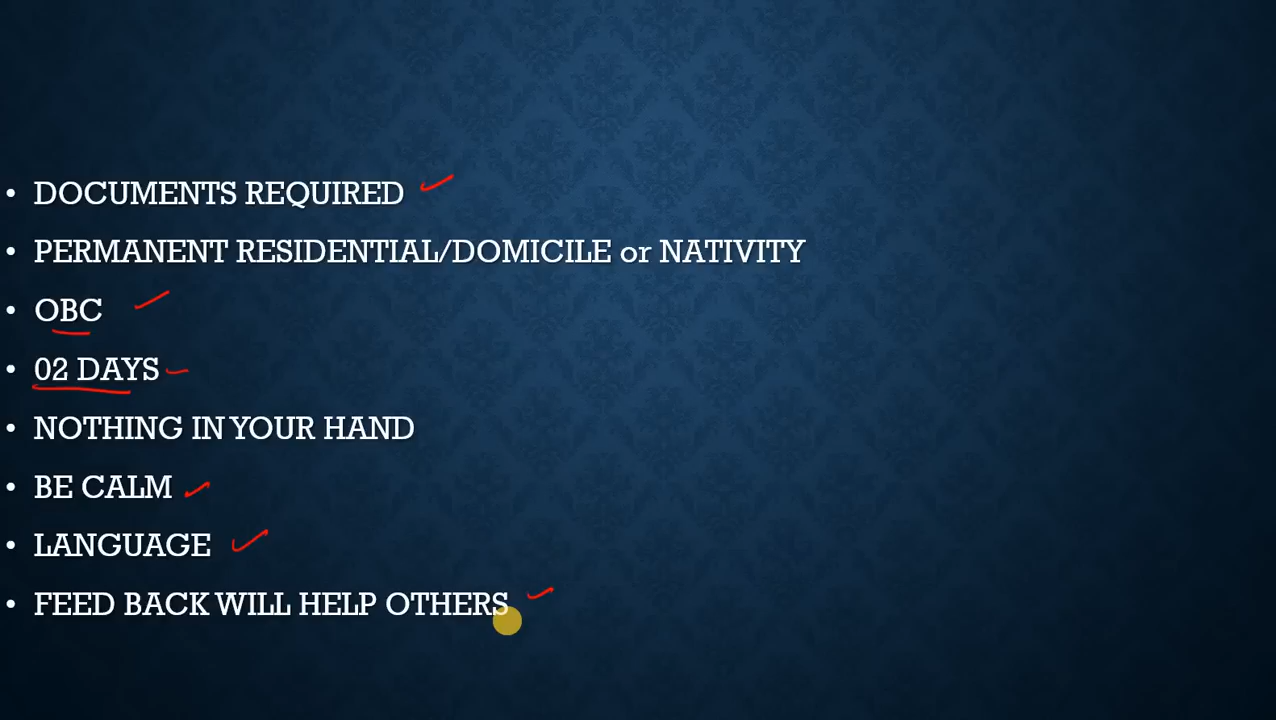 • DOCUMENTS REQUIRED
• PERMANENT RESIDENTIAL/DOMICILE or NATIVITY
• OBC
• 02 DAYS
• NOTHING IN YOUR HAND
• BE CALM
• LANGUAGE
• FEED BACK WILL HELP OTHERS